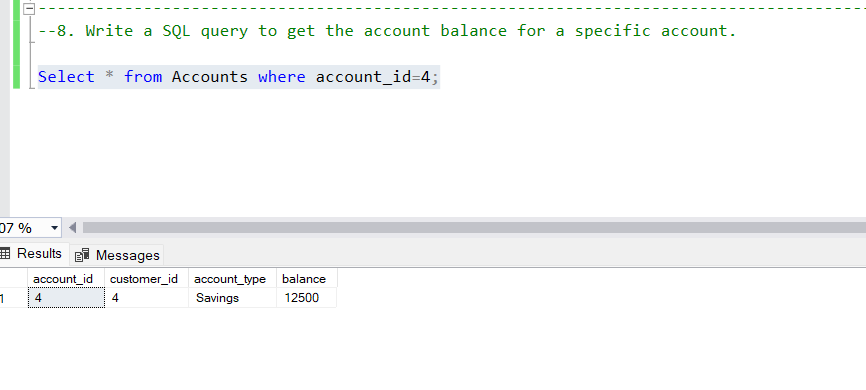 --8. Write a SQL query to get the account balance for a specific account.
Select * from Accounts where account_id=4;
07 %
Results Messages
account_id customer_id account_type balance
1 4 4 Savings 12500